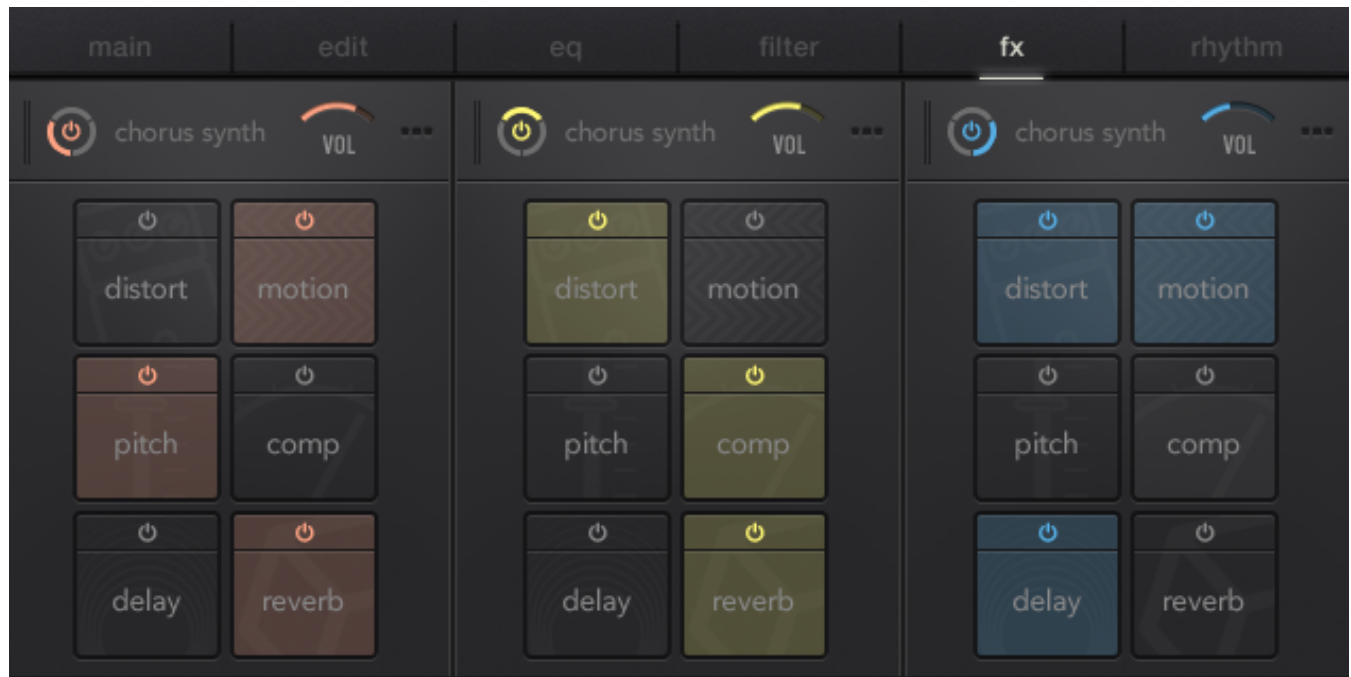 main edit eq filter fx rhythm
chorus synth VOL chorus synth VOL chorus synth VOL
distort motion distort motion distort motion
pitch comp pitch comp pitch comp
delay reverb delay reverb delay reverb